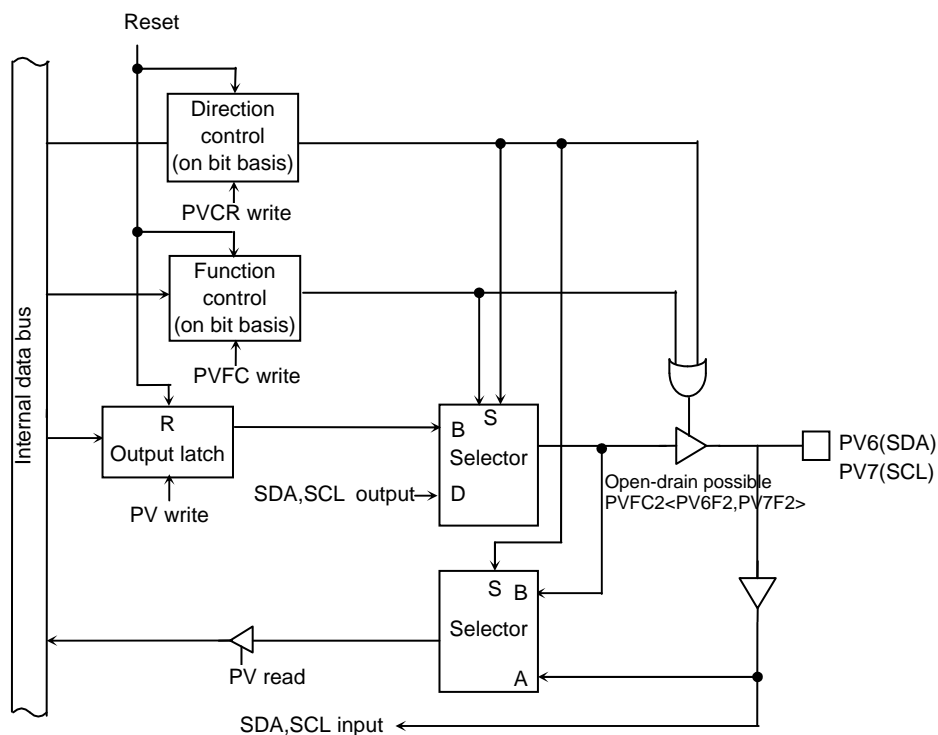 Reset
Internal data bus
Direction
control
(on bit basis)
PVCR write
Function
control
(on bit basis)
PVFC write
R
Output latch
PV write
S
B
Selector
D
SDA,SCL output
PV6(SDA)
PV7(SCL)
Open-drain possible
PVFC2<PV6F2,PV7F2>
S
B
Selector
A
PV read
SDA,SCL input